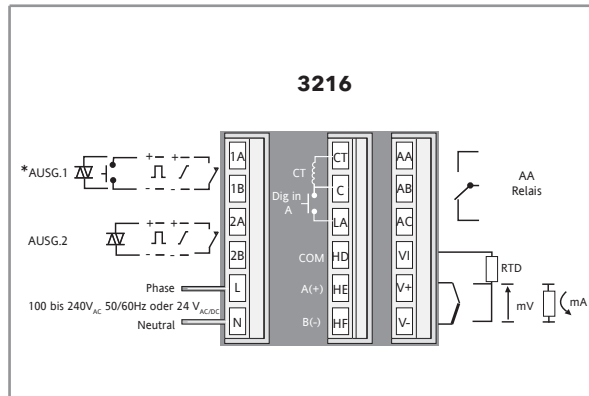 3216
*AUSG.1
+ - + -
1A
1B
2A
2B
L
N
CT
Dig in
A
COM
A(+)
B(-)
CT
C
LA
HD
HE
HF
AA
AB
AC
VI
V+
V-
AA
Relais
AUSG.2
+ - + -
Phase
100 bis 240VAC 50/60Hz oder 24 VAC/DC
Neutral
RTD
mV
mA